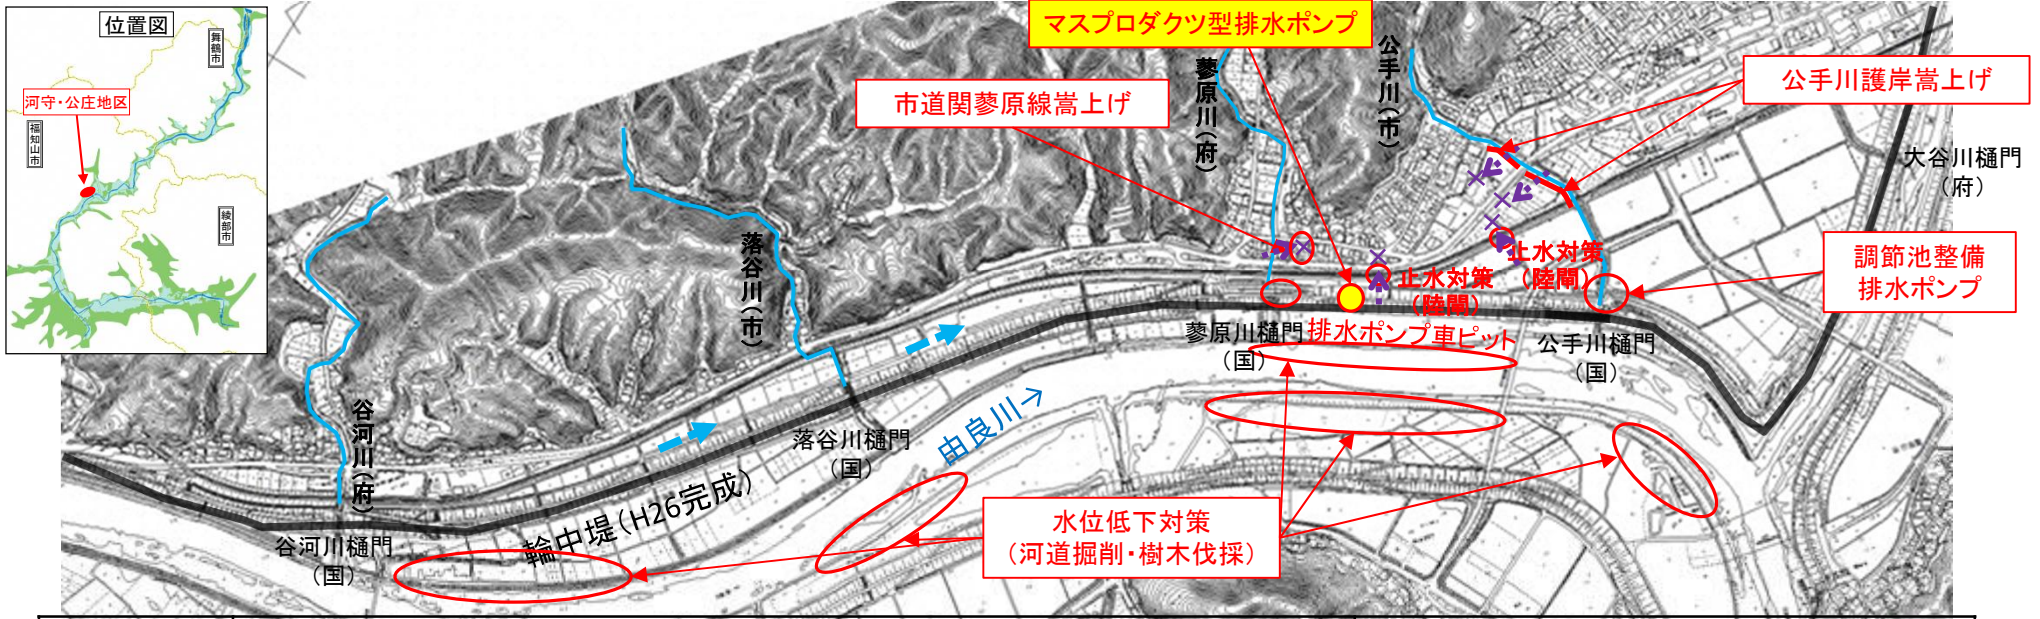 位置図
舞鶴市
河守・公庄地区
福知山市
綾部市
マスプロダクツ型排水ポンプ
市道関蓼原線嵩上げ
蓼原川(府)
公手川(市)
公手川護岸嵩上げ
大谷川樋門
(府)
調節池整備
排水ポンプ
止水対策
(陸閘)
止水対策
(陸閘)
落谷川(市)
谷河川(府)
蓼原川樋門
(国)
排水ポンプ車ピット
公手川樋門
(国)
落谷川樋門
(国)
由良川→
輪中堤(H26完成)
谷河川樋門
(国)
水位低下対策
(河道掘削・樹木伐採)